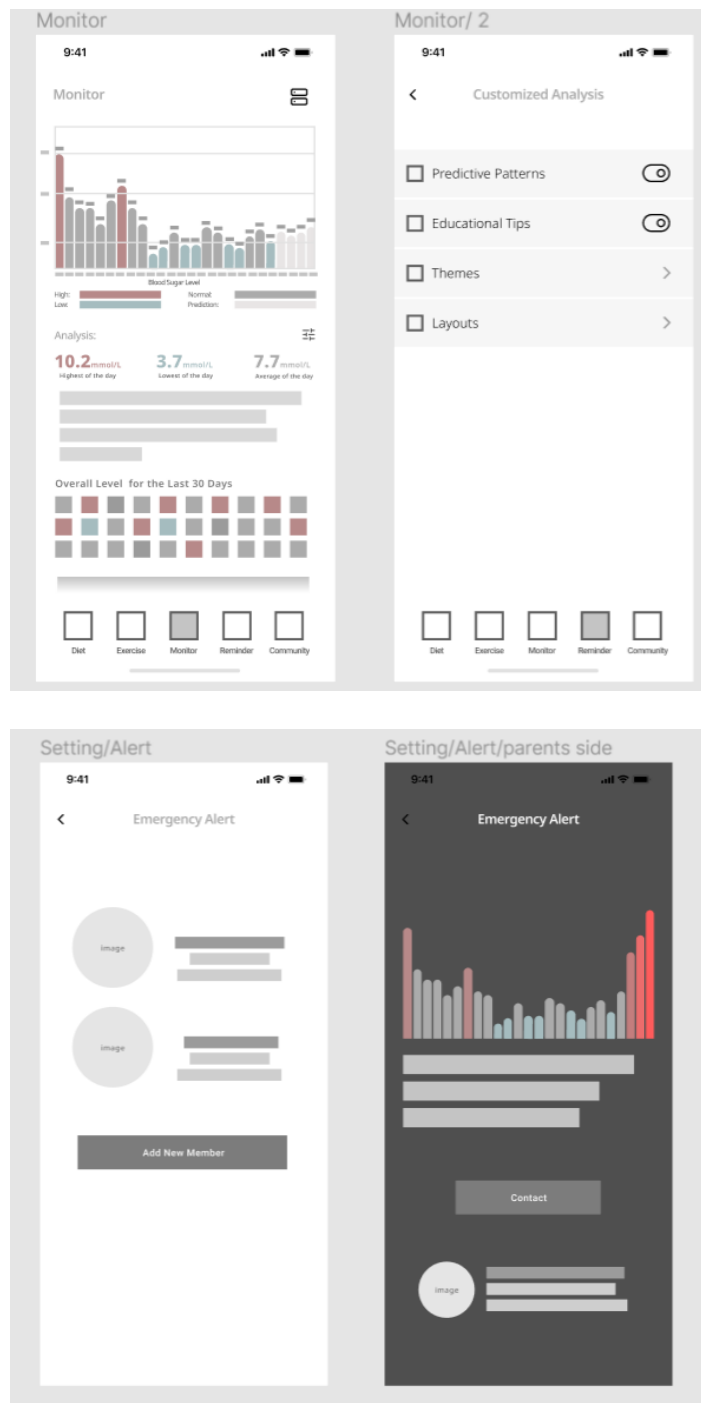 Monitor
9:41
Monitor
Blood Sugar Level
High:
Normal:
Low:
Prediction:
Analysis:
10.2mmol/L
3.7mmol/L
7.7mmol/L
Highest of the day
Lowest of the day
Average of the day
Overall Level for the Last 30 Days
Diet
Exercise
Monitor
Reminder
Community
Monitor/ 2
9:41
Customized Analysis
Predictive Patterns
Educational Tips
Themes
Layouts
Diet
Exercise
Monitor
Reminder
Community
Setting/Alert
9:41
Emergency Alert
image
image
Add New Member
Setting/Alert/parents side
9:41
Emergency Alert
Contact
image